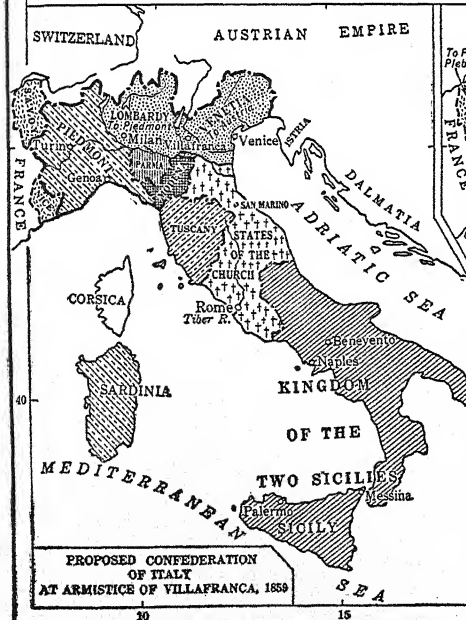 SWITZERLAND
AUSTRIAN EMPIRE
LOMBARDY
To Piedmont
Milan
VENETIA
Villafranca
Venice
ISTRIA
PIEDMONT
Turin
PARMA
Genoa
FRANCE
DALMATIA
SAN MARINO
ADRIATIC SEA
TUSCANY
STATES
OF THE
CHURCH
CORSICA
Rome
Tiber R.
Benevento
Naples
SARDINIA
40
KINGDOM
OF THE
TWO SICILIES
MEDITERRANEAN
SEA
Messina
Palermo
SICILY
PROPOSED CONFEDERATION
OF ITALY
AT ARMISTICE OF VILLAFRANCA, 1859
10
15
FRANCE